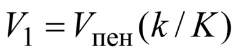 V₁ = Vпен(k / K)